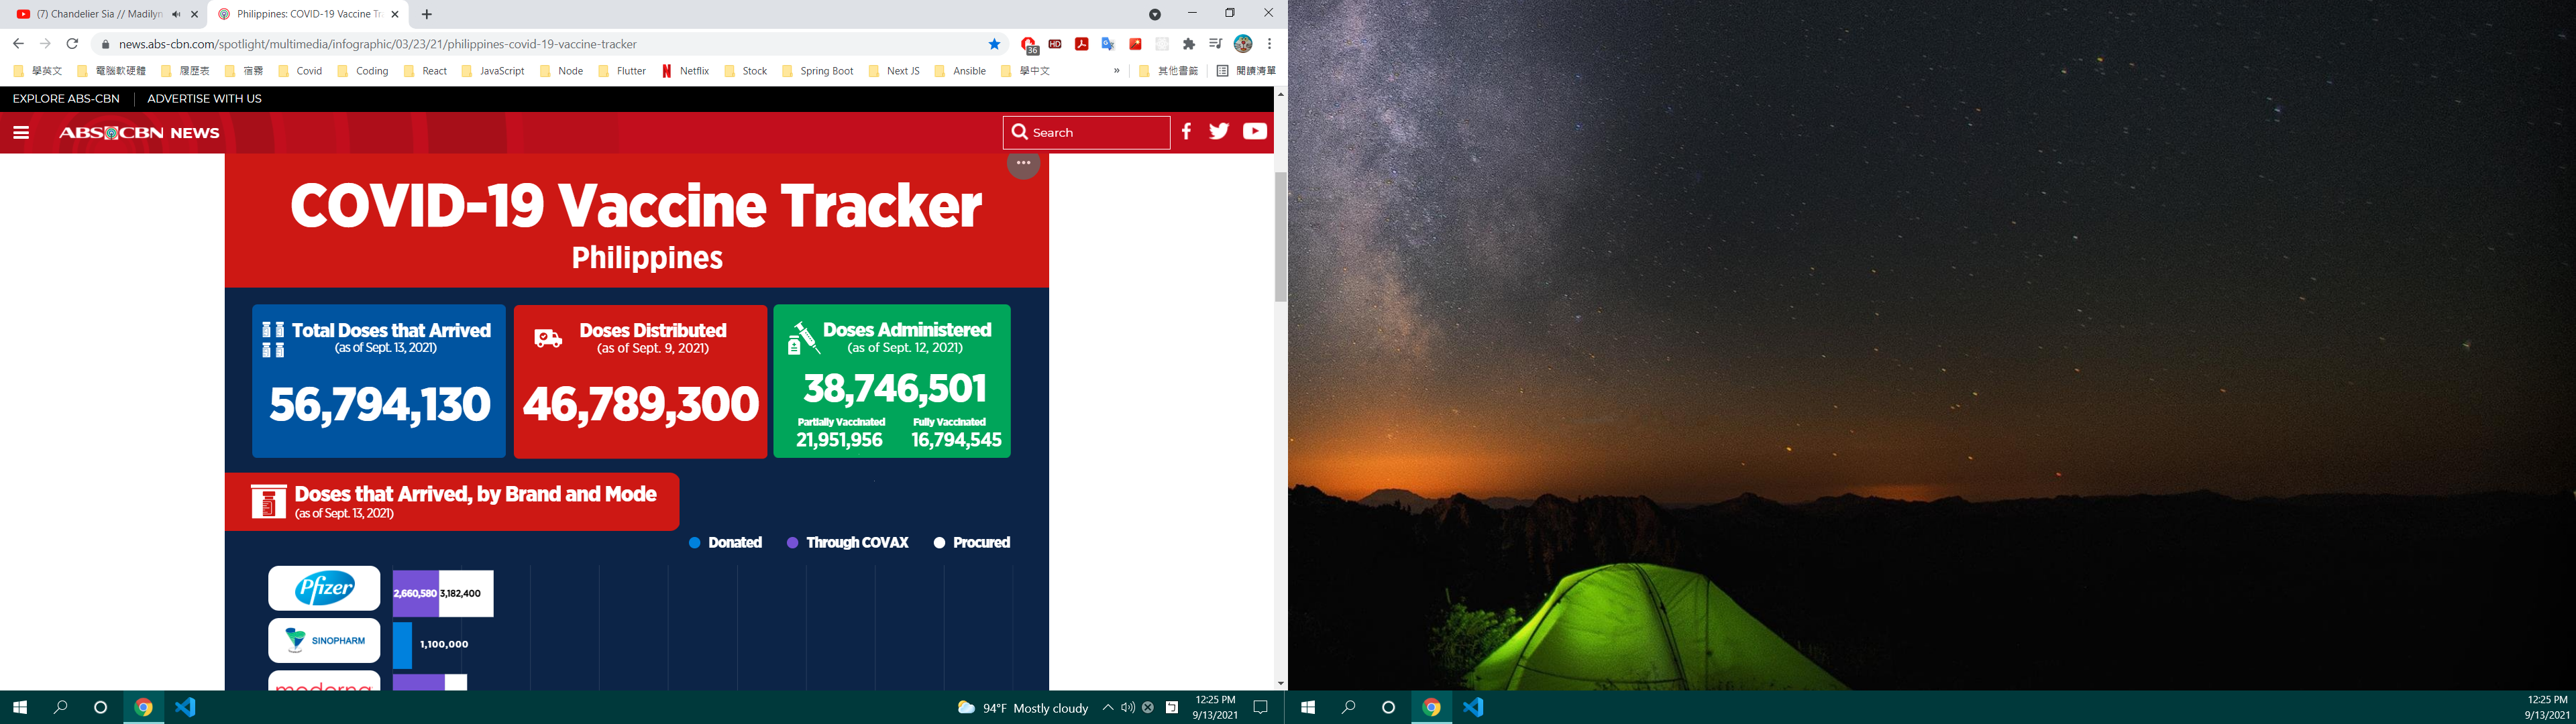 (7) Chandelier Sia // Madilyn
Philippines: COVID-19 Vaccine Tra
news.abs-cbn.com/spotlight/multimedia/infographic/03/23/21/philippines-covid-19-vaccine-tracker
36
HD
學英文 電腦軟硬體 履歷表 宿霧 Covid Coding React JavaScript Node Flutter Netflix Stock Spring Boot Next JS Ansible 學中文 » 其他書籤 閱讀清單
EXPLORE ABS-CBN ADVERTISE WITH US
ABS-CBN NEWS Search
COVID-19 Vaccine Tracker
Philippines
Total Doses that Arrived
(as of Sept. 13, 2021)
56,794,130
Doses Distributed
(as of Sept. 9, 2021)
46,789,300
Doses Administered
(as of Sept. 12, 2021)
38,746,501
Partially Vaccinated Fully Vaccinated
21,951,956 16,794,545
Doses that Arrived, by Brand and Mode
(as of Sept. 13, 2021)
Donated Through COVAX Procured
Pfizer 2,660,580 3,182,400
SINOPHARM 1,100,000
moderna
94°F Mostly cloudy
12:25 PM
9/13/2021
12:25 PM
9/13/2021